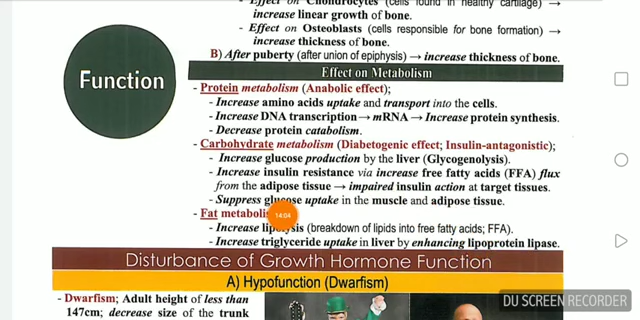 - Effect on Chondrocytes (cells found in healthy cartilage) →
increase linear growth of bone.
- Effect on Osteoblasts (cells responsible for bone formation) →
increase thickness of bone.
B) After puberty (after union of epiphysis) → increase thickness of bone.
Function
Effect on Metabolism
- Protein metabolism (Anabolic effect);
- Increase amino acids uptake and transport into the cells.
- Increase DNA transcription → mRNA → Increase protein synthesis.
- Decrease protein catabolism.
- Carbohydrate metabolism (Diabetogenic effect; Insulin-antagonistic);
- Increase glucose production by the liver (Glycogenolysis).
- Increase insulin resistance via increase free fatty acids (FFA) flux
from the adipose tissue → impaired insulin action at target tissues.
- Suppress glucose uptake in the muscle and adipose tissue.
- Fat metabolis
14:04
- Increase lipolysis (breakdown of lipids into free fatty acids; FFA).
- Increase triglyceride uptake in liver by enhancing lipoprotein lipase.
Disturbance of Growth Hormone Function
A) Hypofunction (Dwarfism)
DU SCREEN RECORDER
- Dwarfism; Adult height of less than
147cm; decrease size of the trunk